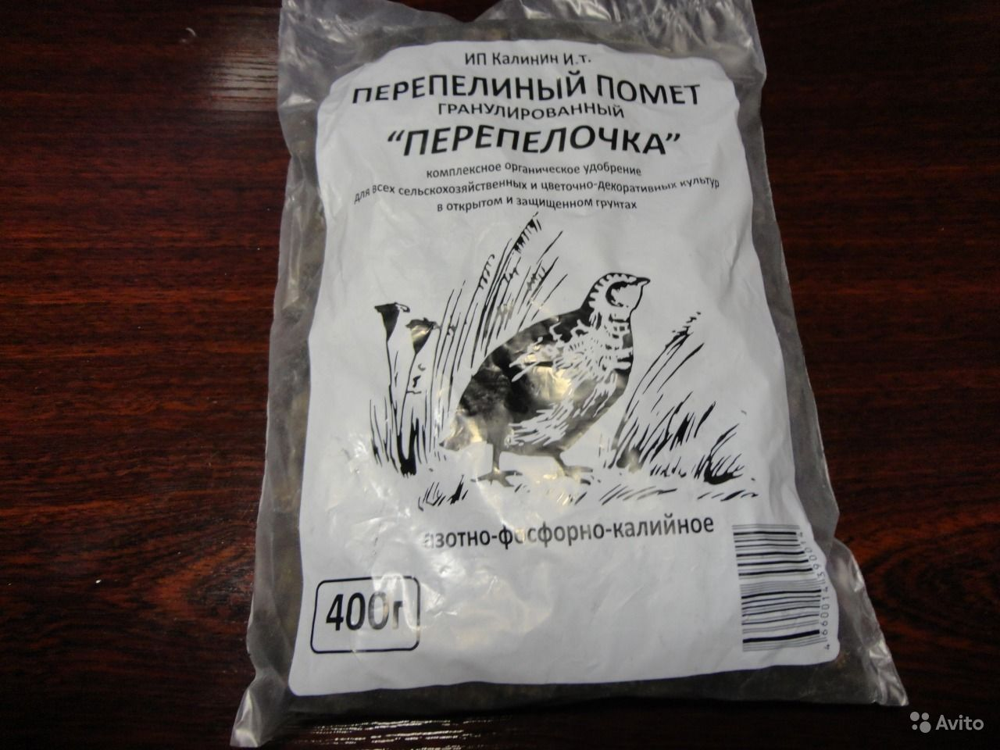 ИП Калинин И.т.
ПЕРЕПЕЛИНЫЙ ПОМЕТ
ГРАНУЛИРОВАННЫЙ
“ПЕРЕПЕЛОЧКА”
комплексное органическое удобрение
для всех сельскохозяйственных и цветочно-декоративных культур
в открытом и защищенном грунтах
азотно-фосфорно-калийное
400г
4660014390014
Avito